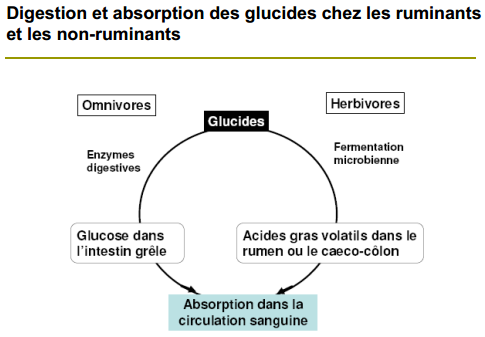 Digestion et absorption des glucides chez les ruminants
et les non-ruminants
Omnivores
Herbivores
Glucides
Enzymes
digestives
Fermentation
microbienne
Glucose dans
l'intestin grêle
Acides gras volatils dans le
rumen ou le caeco-côlon
Absorption dans la
circulation sanguine